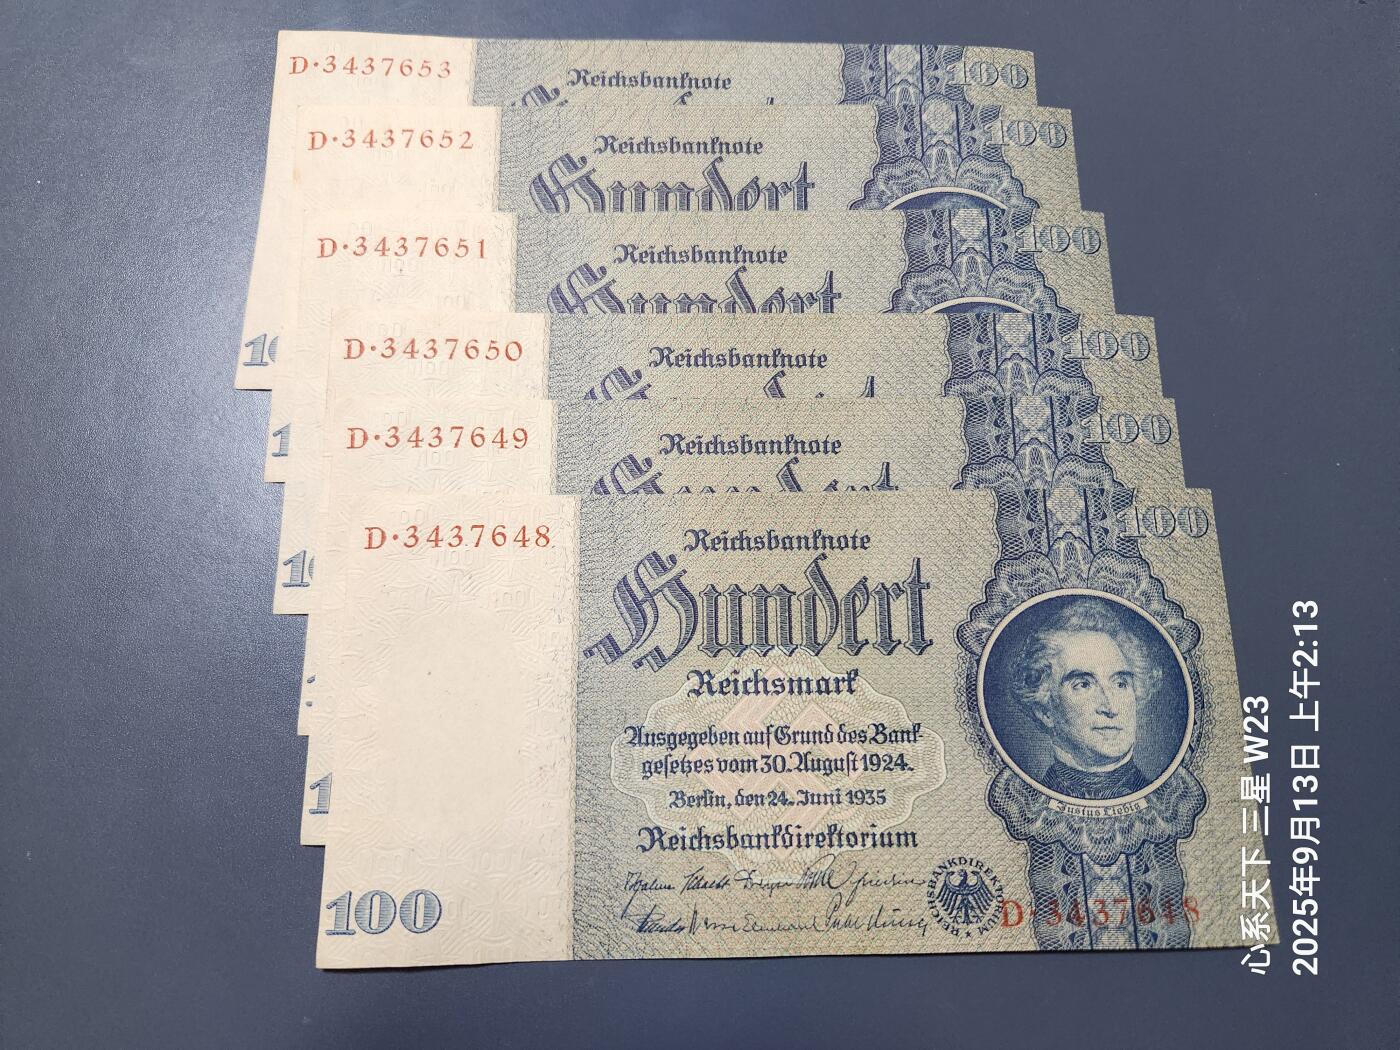 D·3437653
Reichsbanknote
100
D·3437652
Reichsbanknote
100
Hundert
D·3437651
Reichsbanknote
100
Hundert
D·3437650
Reichsbanknote
100
D·3437649
Reichsbanknote
100
Hundert
D·3437648
Reichsbanknote
100
Hundert
Reichsmark
Ausgegeben auf Grund des Bank-
gesetzes vom 30. August 1924.
Berlin, den 24. Juni 1935
Reichsbankdirektorium
Justus Liebig
REICHSBANKDIREKTORIUM
D·3437648
100
心系天下 三星 W23
2025年9月13日 上午2:13